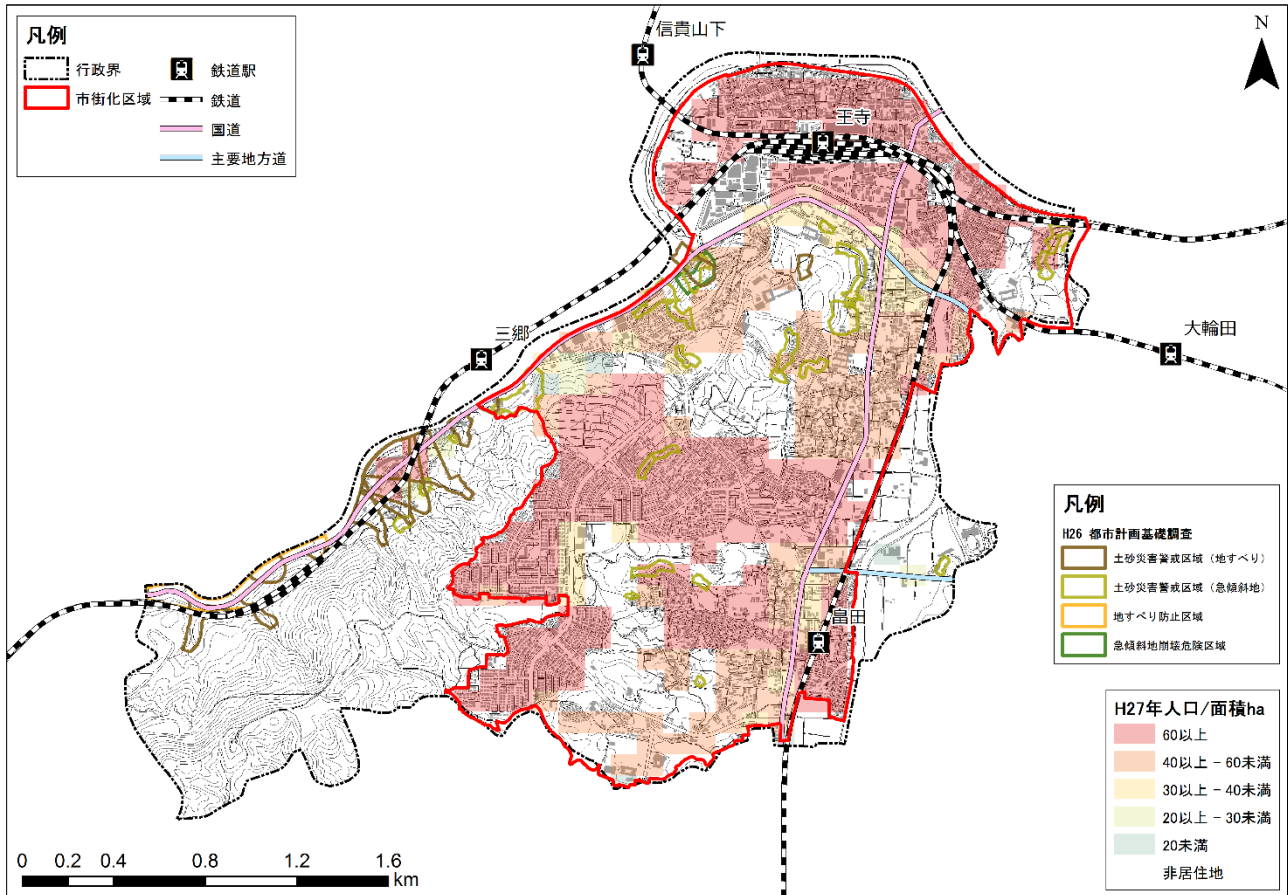 凡例
行政界
鉄道駅
市街化区域
鉄道
国道
主要地方道
信貴山下
N
王寺
三郷
大輪田
畠田
凡例
H26 都市計画基礎調査
土砂災害警戒区域（地すべり）
土砂災害警戒区域（急傾斜地）
地すべり防止区域
急傾斜地崩壊危険区域
H27年人口/面積ha
60以上
40以上 - 60未満
30以上 - 40未満
20以上 - 30未満
20未満
非居住地
0 0.2 0.4 0.8 1.2 1.6
km